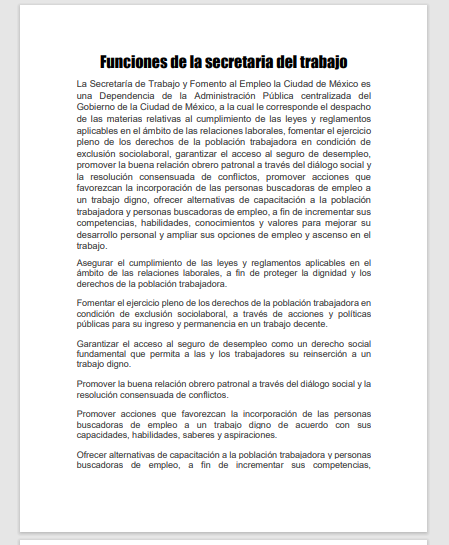 Funciones de la secretaria del trabajo
La Secretaría de Trabajo y Fomento al Empleo la Ciudad de México es
una Dependencia de la Administración Pública centralizada del
Gobierno de la Ciudad de México, a la cual le corresponde el despacho
de las materias relativas al cumplimiento de las leyes y reglamentos
aplicables en el ámbito de las relaciones laborales, fomentar el ejercicio
pleno de los derechos de la población trabajadora en condición de
exclusión sociolaboral, garantizar el acceso al seguro de desempleo,
promover la buena relación obrero patronal a través del diálogo social y
la resolución consensuada de conflictos, promover acciones que
favorezcan la incorporación de las personas buscadoras de empleo a
un trabajo digno, ofrecer alternativas de capacitación a la población
trabajadora y personas buscadoras de empleo, a fin de incrementar sus
competencias, habilidades, conocimientos y valores para mejorar su
desarrollo personal y ampliar sus opciones de empleo y ascenso en el
trabajo.
Asegurar el cumplimiento de las leyes y reglamentos aplicables en el
ámbito de las relaciones laborales, a fin de proteger la dignidad y los
derechos de la población trabajadora.
Fomentar el ejercicio pleno de los derechos de la población trabajadora en
condición de exclusión sociolaboral, a través de acciones y políticas
públicas para su ingreso y permanencia en un trabajo decente.
Garantizar el acceso al seguro de desempleo como un derecho social
fundamental que permita a las y los trabajadores su reinserción a un
trabajo digno.
Promover la buena relación obrero patronal a través del diálogo social y la
resolución consensuada de conflictos.
Promover acciones que favorezcan la incorporación de las personas
buscadoras de empleo a un trabajo digno de acuerdo con sus
capacidades, habilidades, saberes y aspiraciones.
Ofrecer alternativas de capacitación a la población trabajadora y personas
buscadoras de empleo, a fin de incrementar sus competencias,